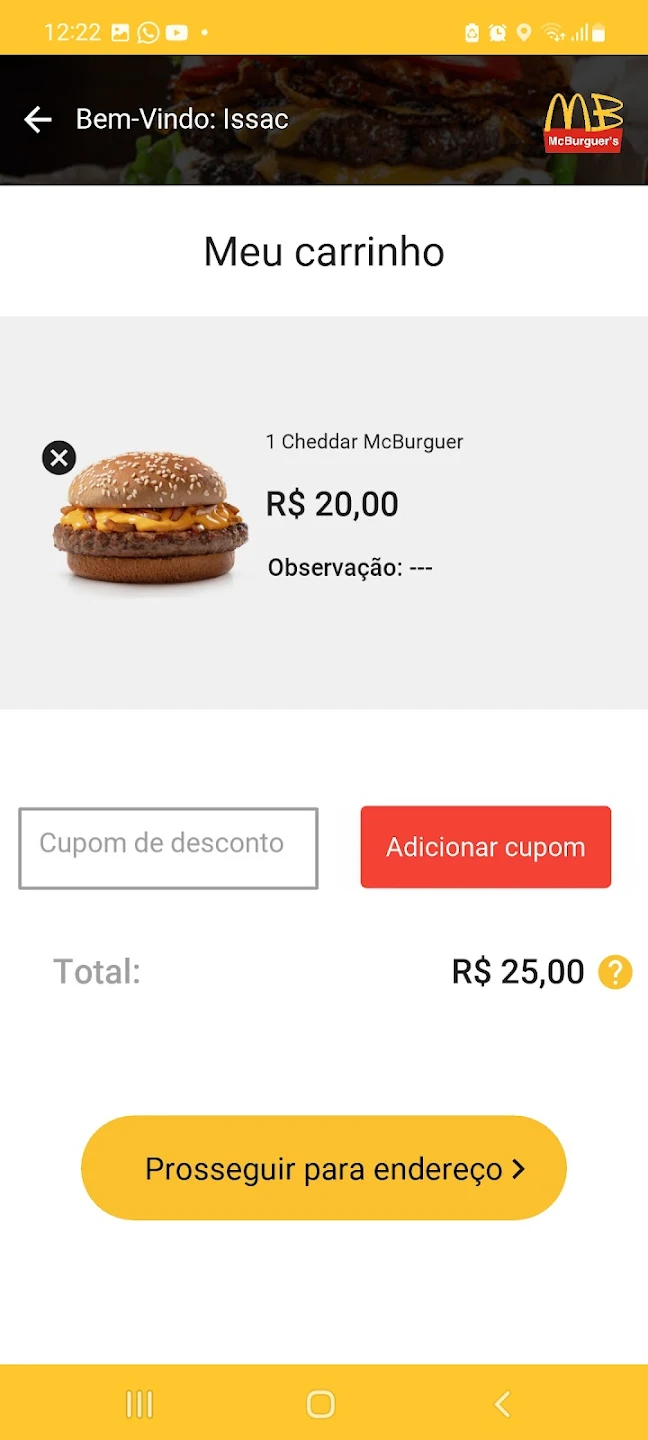 12:22
Bem-Vindo: Issac
MB
McBurguer's
Meu carrinho
1 Cheddar McBurguer
R$ 20,00
Observação: ---
Cupom de desconto
Adicionar cupom
Total:
R$ 25,00 ?
Prosseguir para endereço